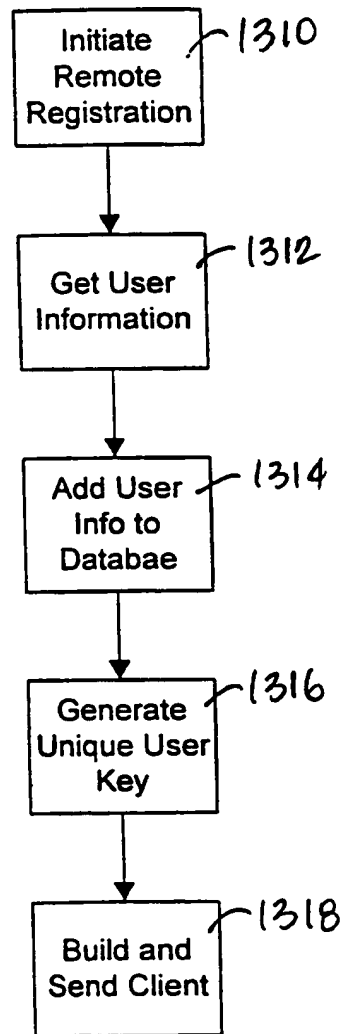 Initiate
Remote
Registration
1310
Get User
Information
1312
Add User
Info to
Databae
1314
Generate
Unique User
Key
1316
Build and
Send Client
1318